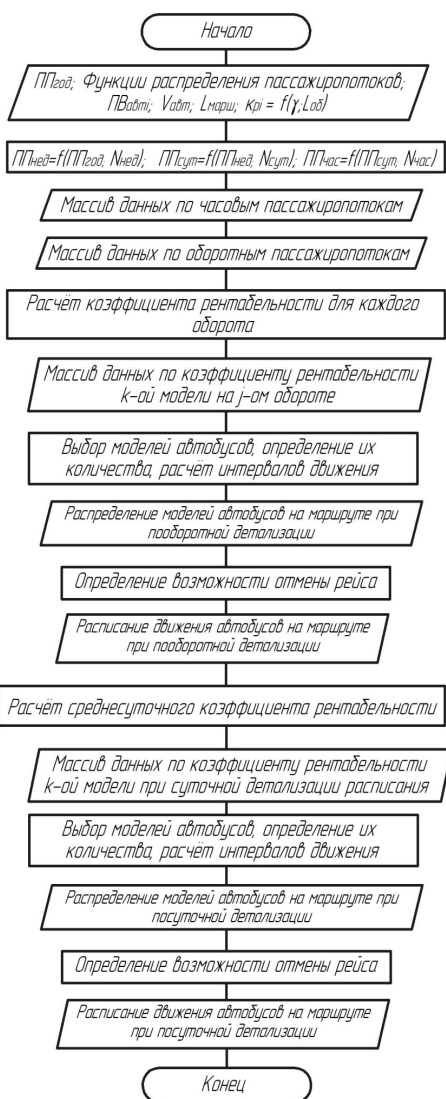 Начало
ППгод; Функции распределения пассажиропотоков;
ПВавтi; Vавт; Lмарш; крi = f(γ;Lоб)
ППнед=f(ППгод; Nнед); ППсут=f(ППнед; Nсут); ППчас=f(ППсут; Nчас)
Массив данных по часовым пассажиропотокам
Массив данных по оборотным пассажиропотокам
Расчёт коэффициента рентабельности для каждого
оборота
Массив данных по коэффициенту рентабельности
k-ой модели на j-ом обороте
Выбор моделей автобусов, определение их
количества, расчёт интервалов движения
Распределение моделей автобусов на маршруте при
пооборотной детализации
Определение возможности отмены рейса
Расписание движения автобусов на маршруте
при пооборотной детализации
Расчёт среднесуточного коэффициента рентабельности
Массив данных по коэффициенту рентабельности
k-ой модели при суточной детализации расписания
Выбор моделей автобусов, определение их
количества, расчёт интервалов движения
Распределение моделей автобусов на маршруте при
посуточной детализации
Определение возможности отмены рейса
Расписание движения автобусов на маршруте
при посуточной детализации
Конец